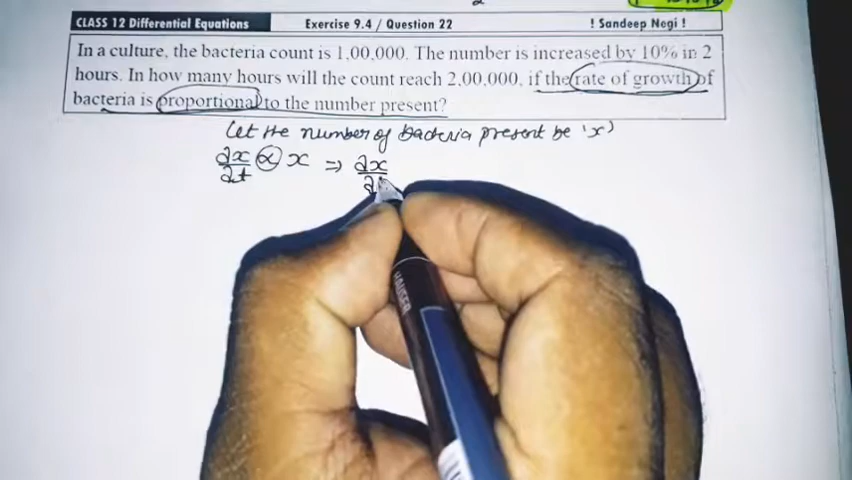 CLASS 12 Differential Equations Exercise 9.4 / Question 22 ! Sandeep Negi !
In a culture, the bacteria count is 1,00,000. The number is increased by 10% in 2
hours. In how many hours will the count reach 2,00,000, if the rate of growth of
bacteria is proportional to the number present?
Let the number of bacteria present be 'x')
dx/dt ∝ x ⇒ dx/d
HAUSER